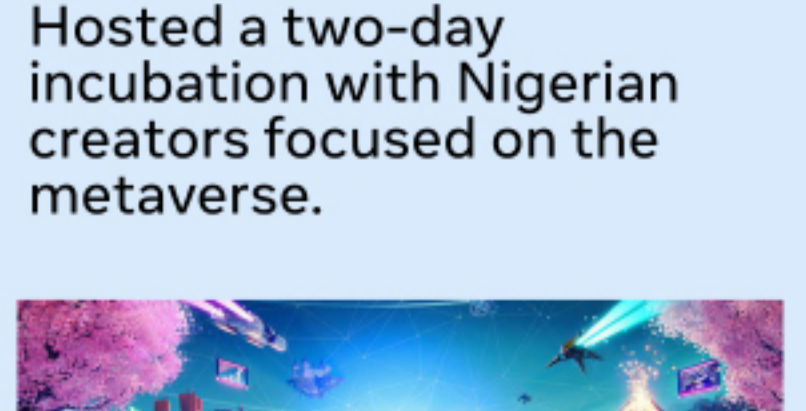 Hosted a two-day
incubation with Nigerian
creators focused on the
metaverse.